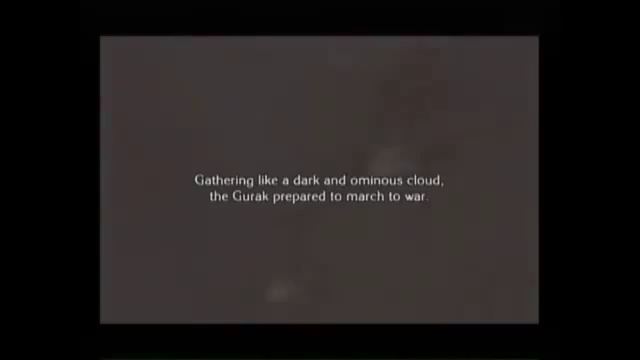 Gathering like a dark and ominous cloud,
the Gurak prepared to march to war.